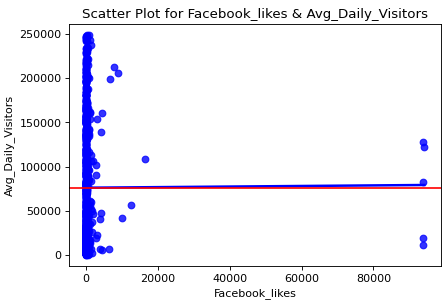 Scatter Plot for Facebook_likes & Avg_Daily_Visitors
250000
200000
150000
100000
50000
0
Avg_Daily_Visitors
0 20000 40000 60000 80000
Facebook_likes